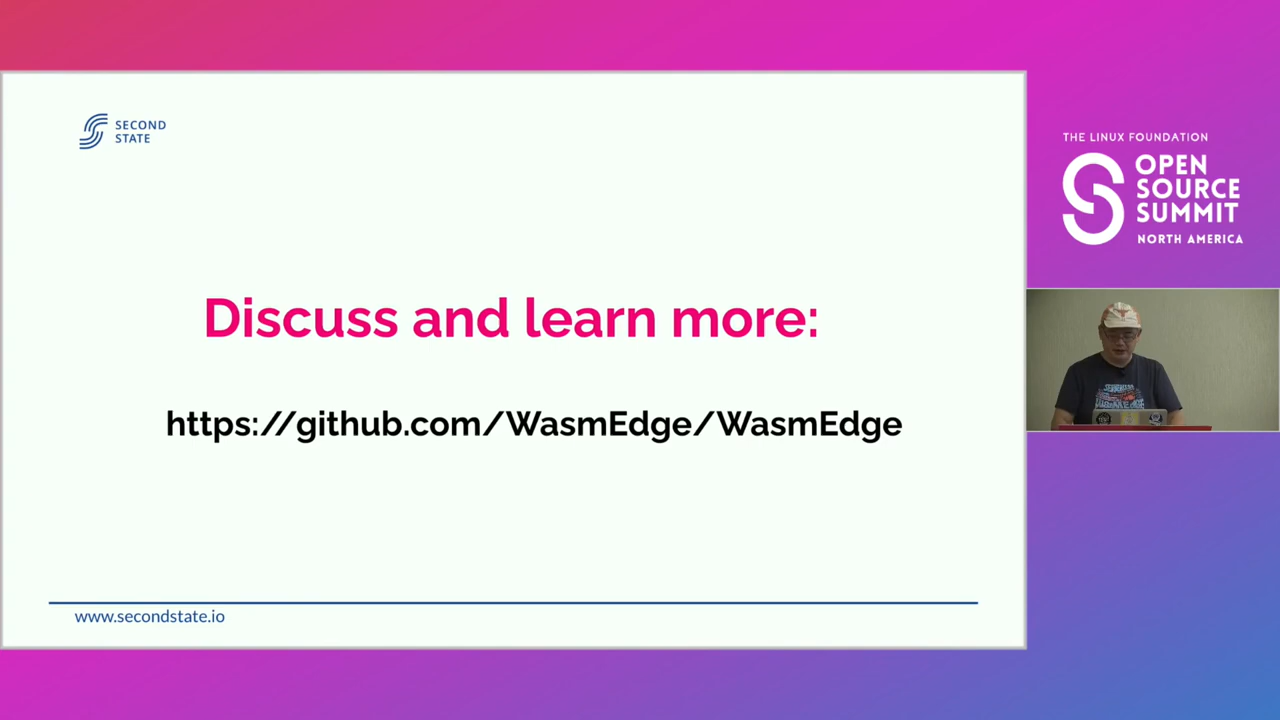 SECOND
STATE
Discuss and learn more:
https://github.com/WasmEdge/WasmEdge
www.secondstate.io
THE LINUX FOUNDATION
OPEN
SOURCE
SUMMIT
NORTH AMERICA